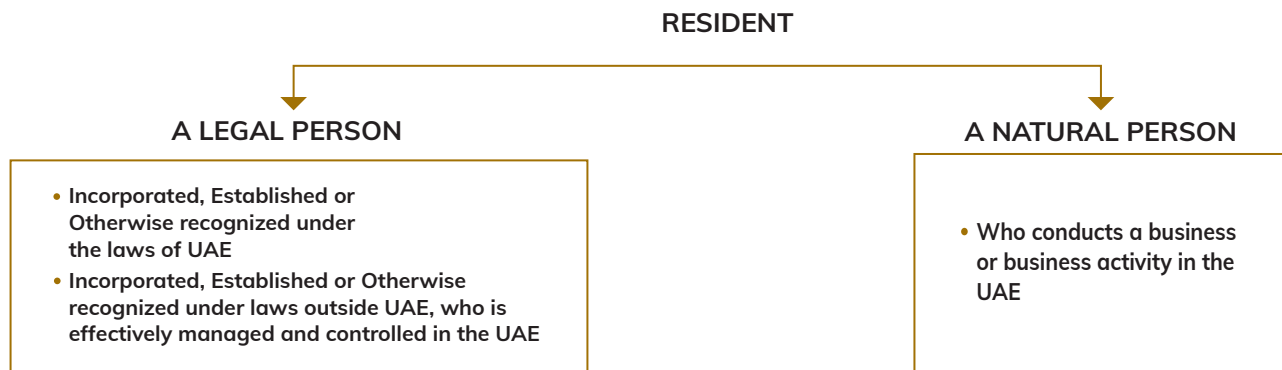 RESIDENT
A LEGAL PERSON
• Incorporated, Established or
Otherwise recognized under
the laws of UAE
• Incorporated, Established or Otherwise
recognized under laws outside UAE, who is
effectively managed and controlled in the UAE
A NATURAL PERSON
• Who conducts a business
or business activity in the
UAE